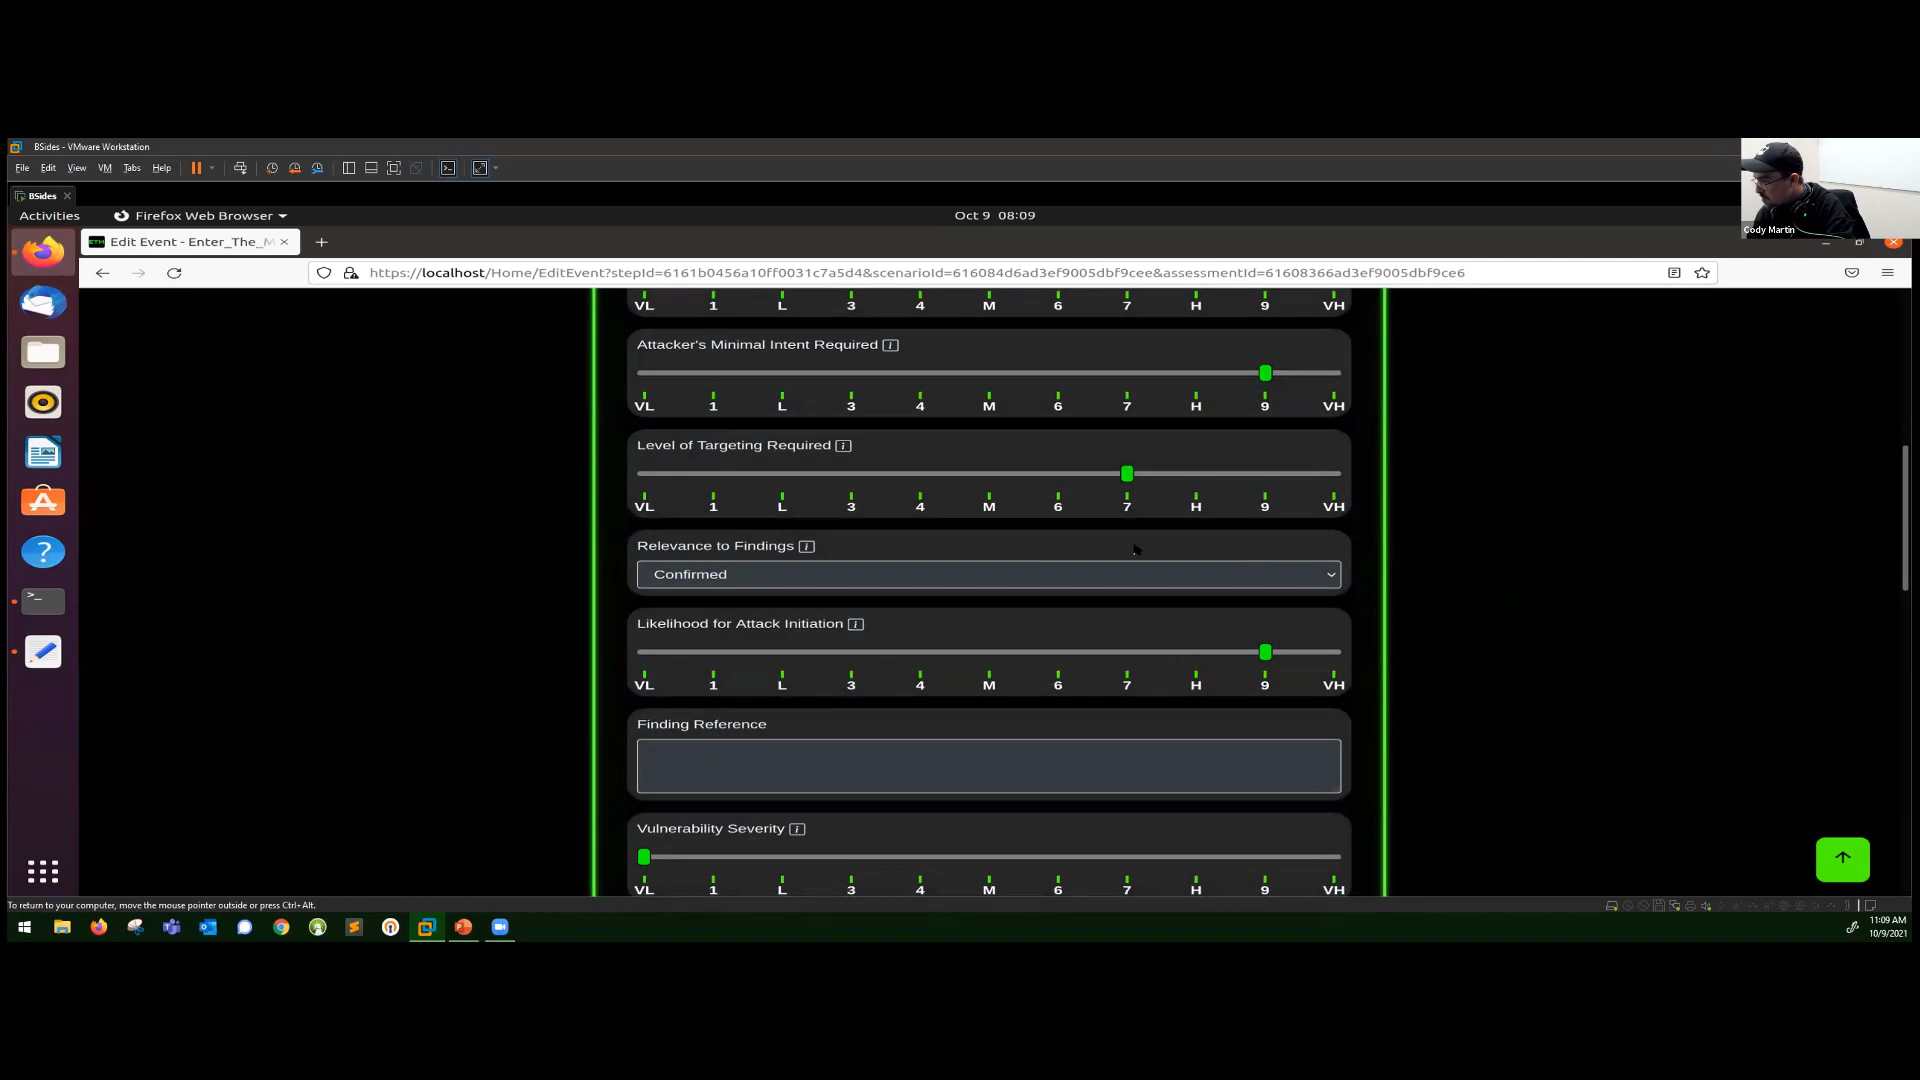 BSides - VMware Workstation
File Edit View VM Tabs Help
BSides
Activities Firefox Web Browser Oct 9 08:09
Cody Martin
Edit Event - Enter_The_M
https://localhost/Home/EditEvent?stepId=6161b0456a10ff0031c7a5d4&scenarioId=616084d6ad3ef9005dbf9cee&assessmentId=61608366ad3ef9005dbf9ce6
VL 1 L 3 4 M 6 7 H 9 VH
Attacker's Minimal Intent Required
VL 1 L 3 4 M 6 7 H 9 VH
Level of Targeting Required
VL 1 L 3 4 M 6 7 H 9 VH
Relevance to Findings
Confirmed
Likelihood for Attack Initiation
VL 1 L 3 4 M 6 7 H 9 VH
Finding Reference
Vulnerability Severity
VL 1 L 3 4 M 6 7 H 9 VH
To return to your computer, move the mouse pointer outside or press Ctrl+Alt.
11:09 AM
10/9/2021